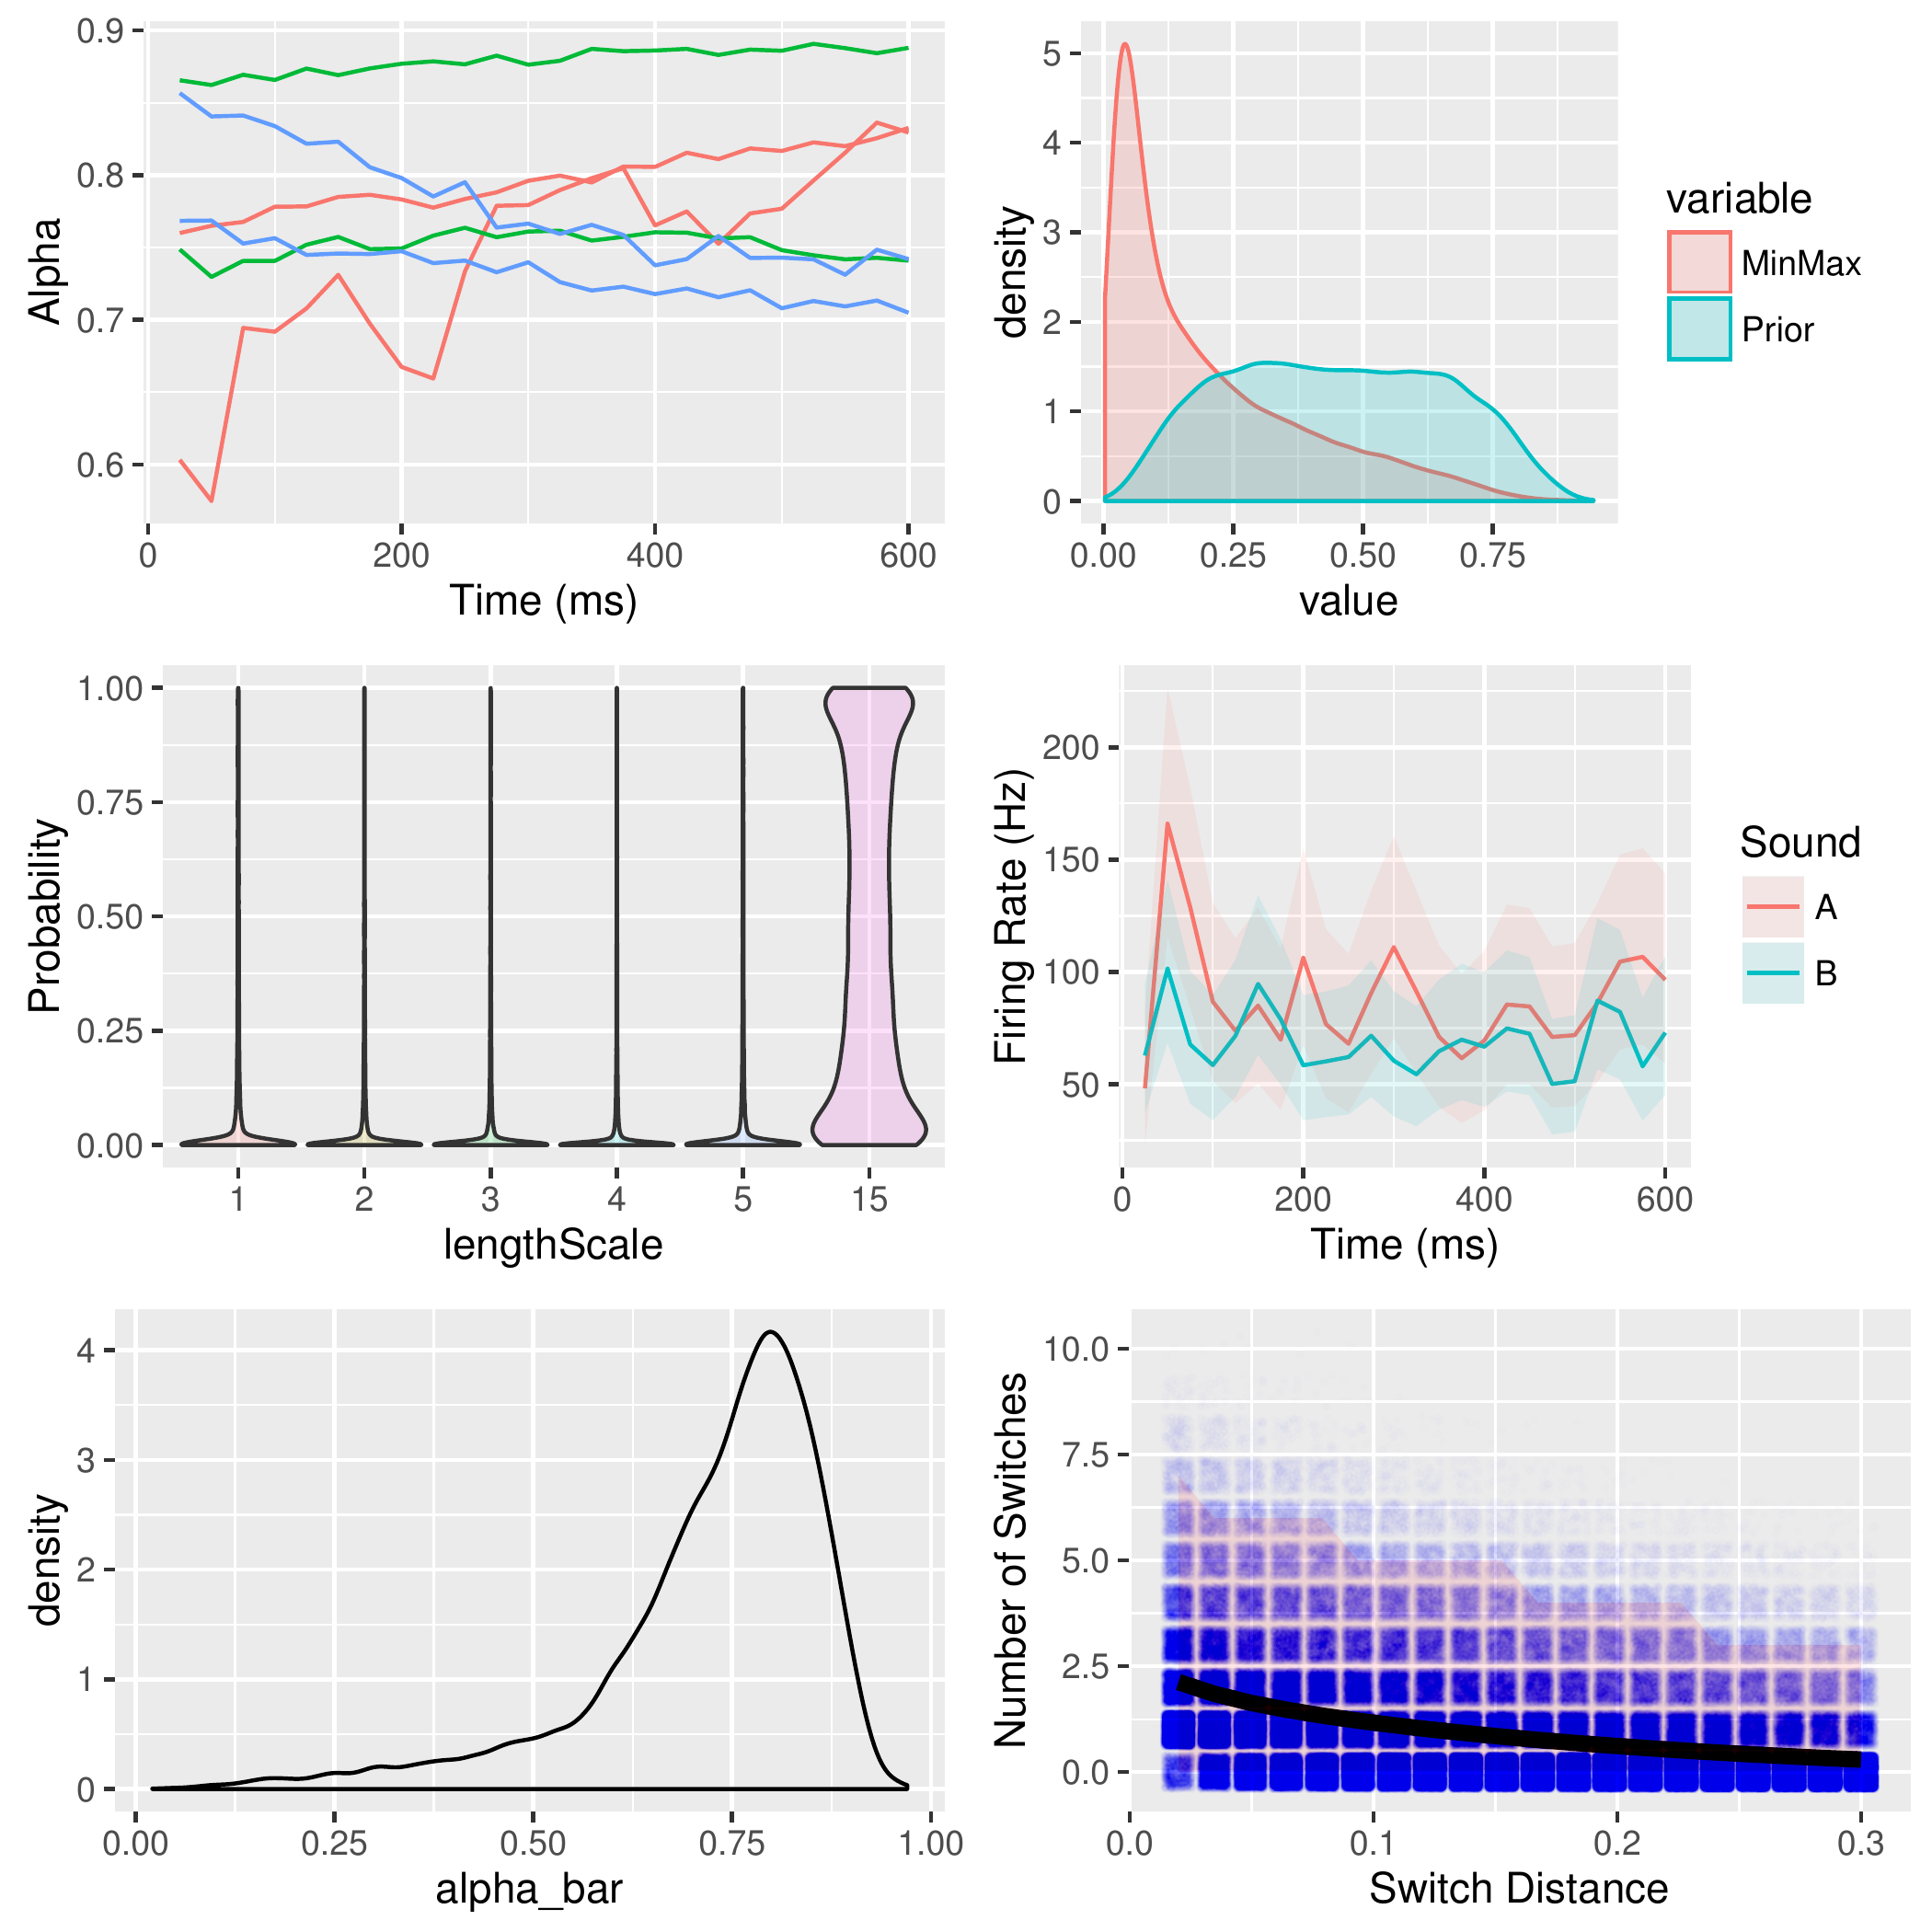 0.9
0.8
0.7
0.6
Alpha
0 200 400 600
Time (ms)
5
4
3
2
1
0
density
0.00 0.25 0.50 0.75
value
variable
MinMax
Prior
1.00
0.75
0.50
0.25
0.00
Probability
1 2 3 4 5 15
lengthScale
200
150
100
50
Firing Rate (Hz)
0 200 400 600
Time (ms)
Sound
A
B
4
3
2
1
0
density
0.00 0.25 0.50 0.75 1.00
alpha_bar
10.0
7.5
5.0
2.5
0.0
Number of Switches
0.0 0.1 0.2 0.3
Switch Distance